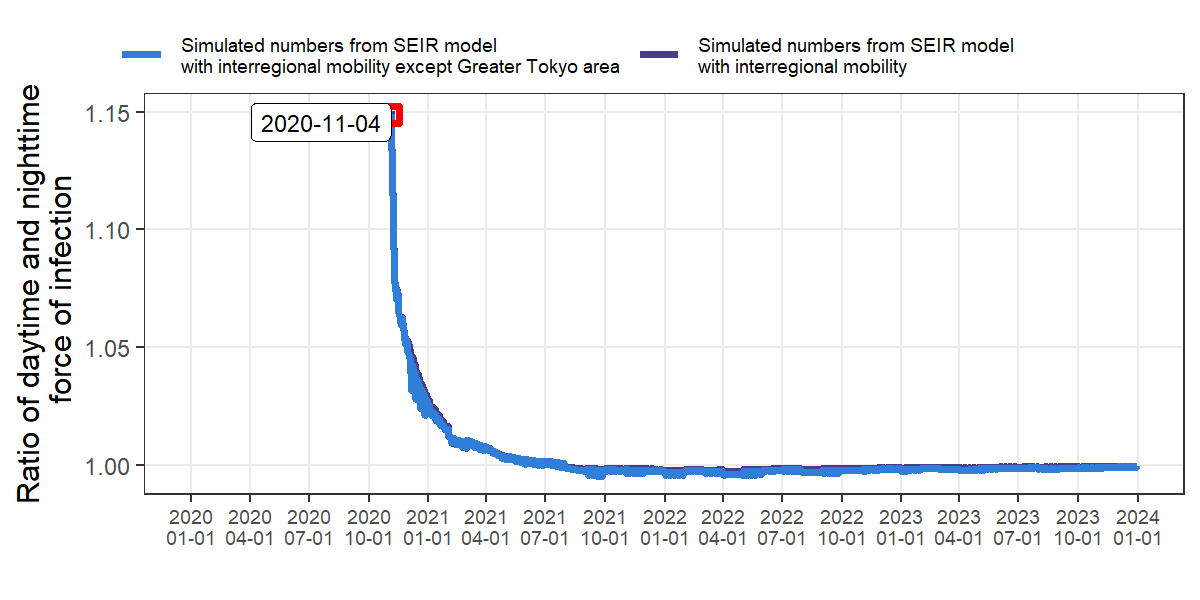 Simulated numbers from SEIR model
with interregional mobility except Greater Tokyo area
Simulated numbers from SEIR model
with interregional mobility
Ratio of daytime and nighttime
force of infection
1.15
1.10
1.05
1.00
2020-11-04
2020 2020 2020 2020 2021 2021 2021 2021 2022 2022 2022 2022 2023 2023 2023 2023 2024
01-01 04-01 07-01 10-01 01-01 04-01 07-01 10-01 01-01 04-01 07-01 10-01 01-01 04-01 07-01 10-01 01-01